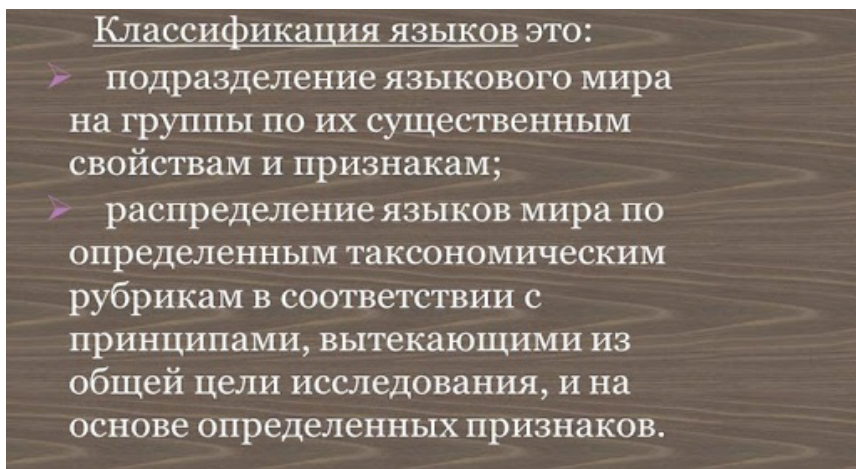 Классификация языков это:
подразделение языкового мира
на группы по их существенным
свойствам и признакам;
распределение языков мира по
определенным таксономическим
рубрикам в соответствии с
принципами, вытекающими из
общей цели исследования, и на
основе определенных признаков.